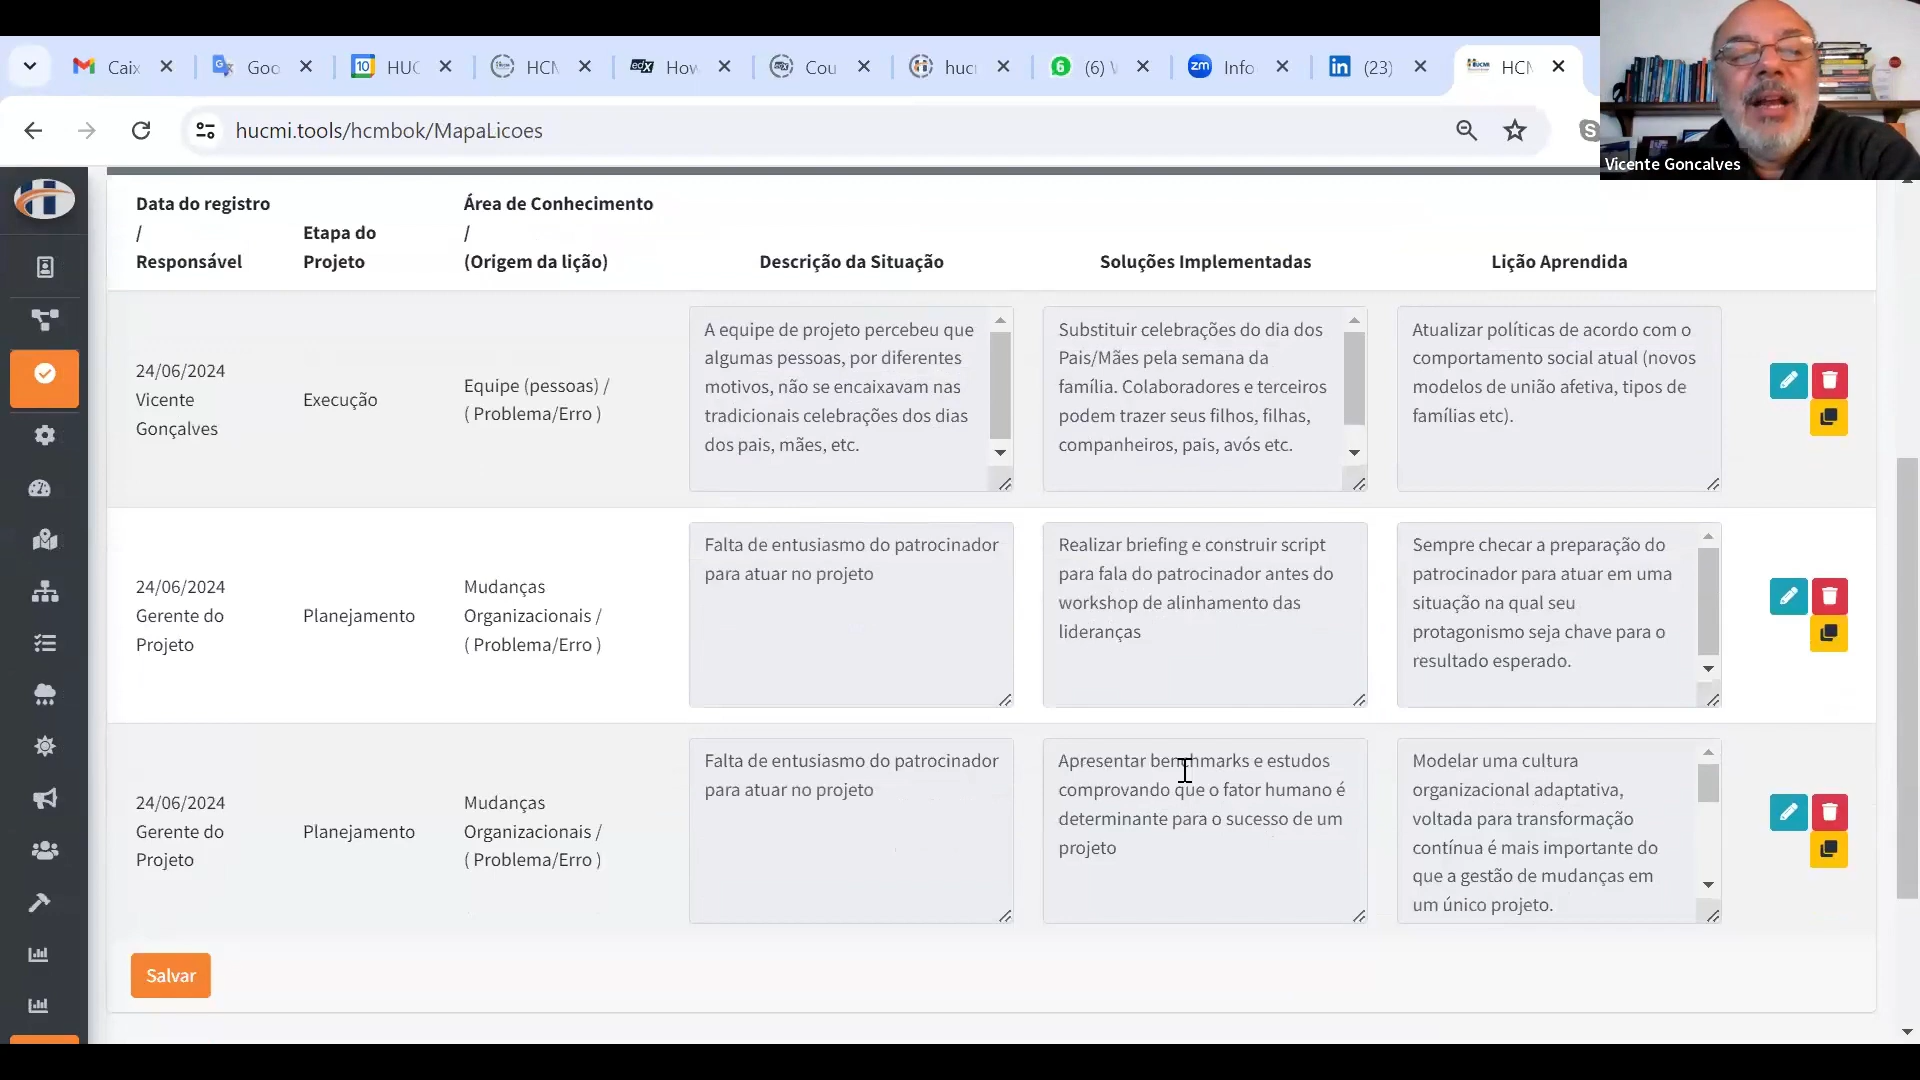 Caix
Goo
10
HUC
HCM
edX
How
Cou
huc
6
(6) V
zm
Info
in
(23)
HUCMI
HCM
hucmi.tools/hcmbok/MapaLicoes
S
Vicente Goncalves
Data do registro
/
Responsável
Etapa do
Projeto
Área de Conhecimento
/
(Origem da lição)
Descrição da Situação
Soluções Implementadas
Lição Aprendida
24/06/2024
Vicente
Gonçalves
Execução
Equipe (pessoas) /
( Problema/Erro )
A equipe de projeto percebeu que
algumas pessoas, por diferentes
motivos, não se encaixavam nas
tradicionais celebrações dos dias
dos pais, mães, etc.
Substituir celebrações do dia dos
Pais/Mães pela semana da
família. Colaboradores e terceiros
podem trazer seus filhos, filhas,
companheiros, pais, avós etc.
Atualizar políticas de acordo com o
comportamento social atual (novos
modelos de união afetiva, tipos de
famílias etc).
24/06/2024
Gerente do
Projeto
Planejamento
Mudanças
Organizacionais /
( Problema/Erro )
Falta de entusiasmo do patrocinador
para atuar no projeto
Realizar briefing e construir script
para fala do patrocinador antes do
workshop de alinhamento das
lideranças
Sempre checar a preparação do
patrocinador para atuar em uma
situação na qual seu
protagonismo seja chave para o
resultado esperado.
24/06/2024
Gerente do
Projeto
Planejamento
Mudanças
Organizacionais /
( Problema/Erro )
Falta de entusiasmo do patrocinador
para atuar no projeto
Apresentar benchmarks e estudos
comprovando que o fator humano é
determinante para o sucesso de um
projeto
Modelar uma cultura
organizacional adaptativa,
voltada para transformação
contínua é mais importante do
que a gestão de mudanças em
um único projeto.
Salvar